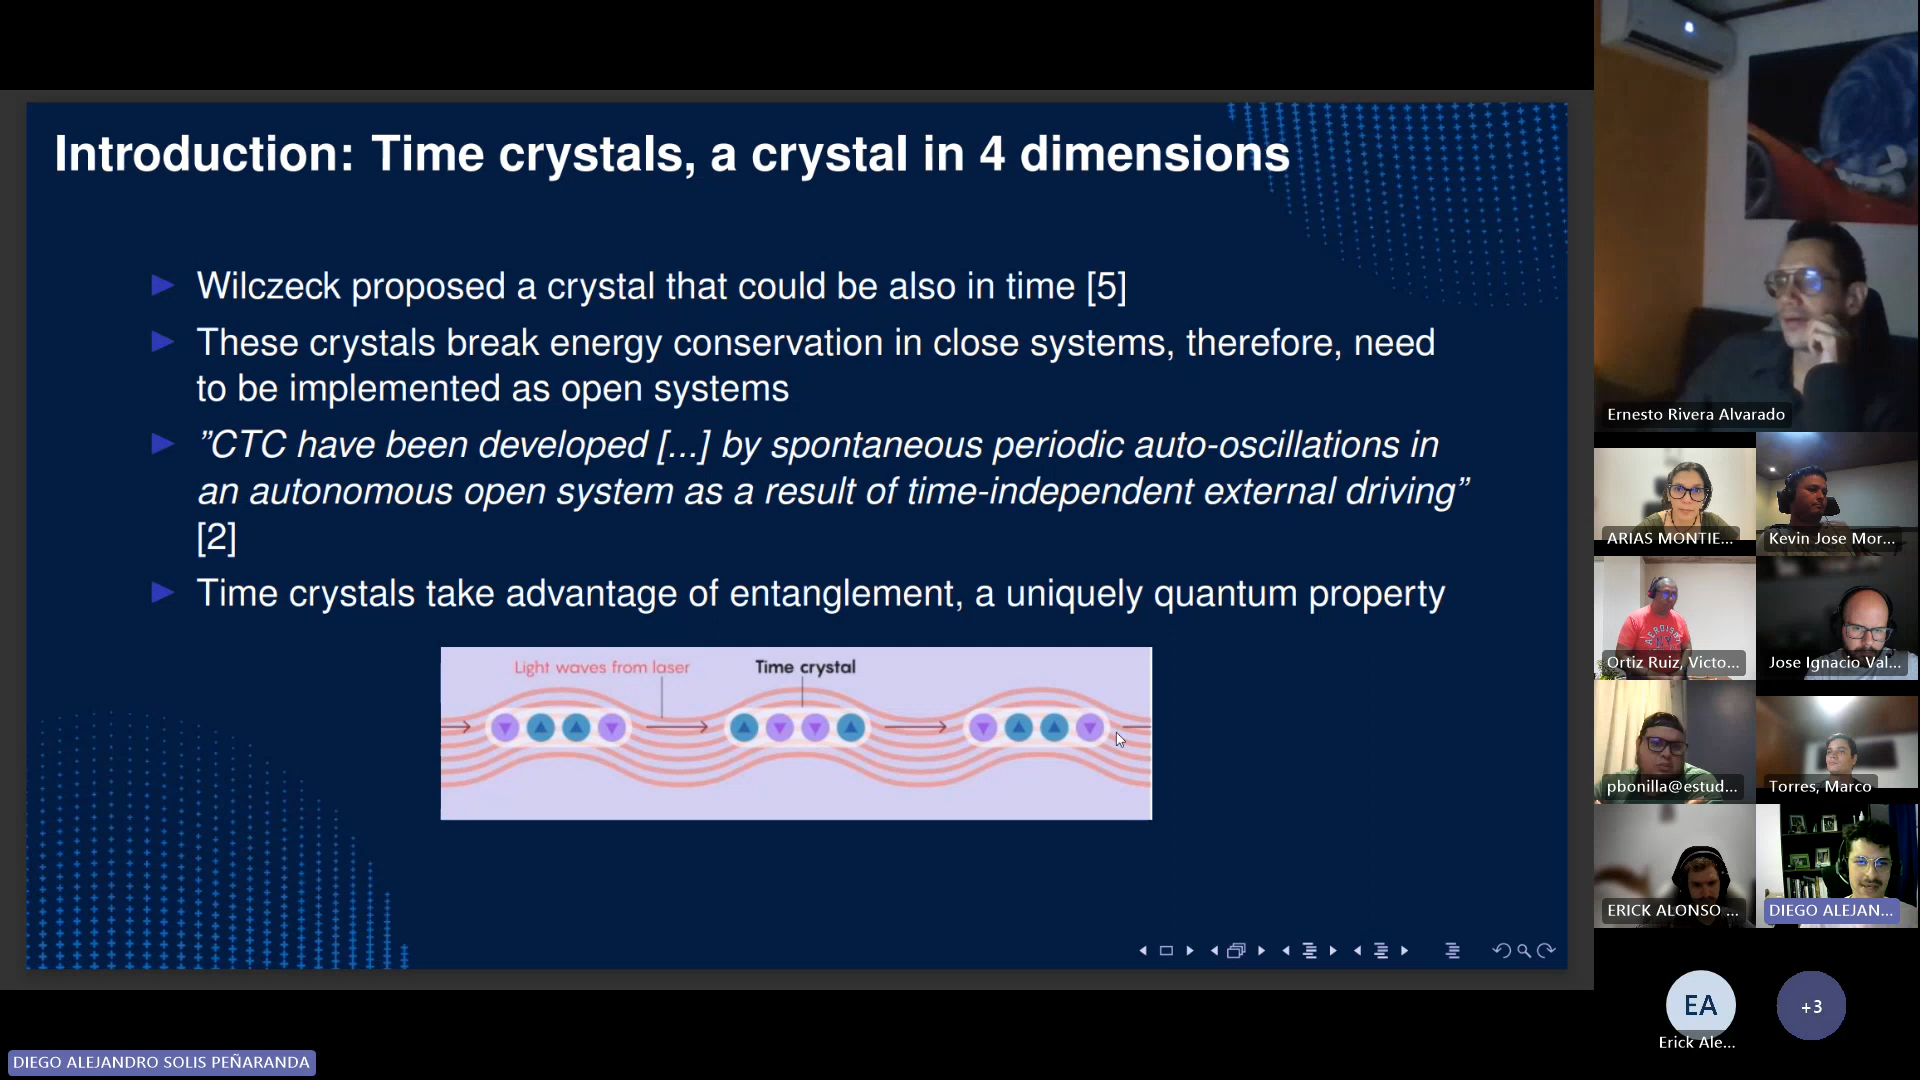 Introduction: Time crystals, a crystal in 4 dimensions
Wilczeck proposed a crystal that could be also in time [5]
These crystals break energy conservation in close systems, therefore, need
to be implemented as open systems
”CTC have been developed [...] by spontaneous periodic auto-oscillations in
an autonomous open system as a result of time-independent external driving”
[2]
Time crystals take advantage of entanglement, a uniquely quantum property
Light waves from laser
Time crystal
Ernesto Rivera Alvarado
ARIAS MONTIE...
Kevin Jose Mor...
Ortiz Ruiz, Victo...
Jose Ignacio Val...
pbonilla@estud...
Torres, Marco
ERICK ALONSO ...
DIEGO ALEJAN...
EA
+3
Erick Ale...
DIEGO ALEJANDRO SOLIS PEÑARANDA